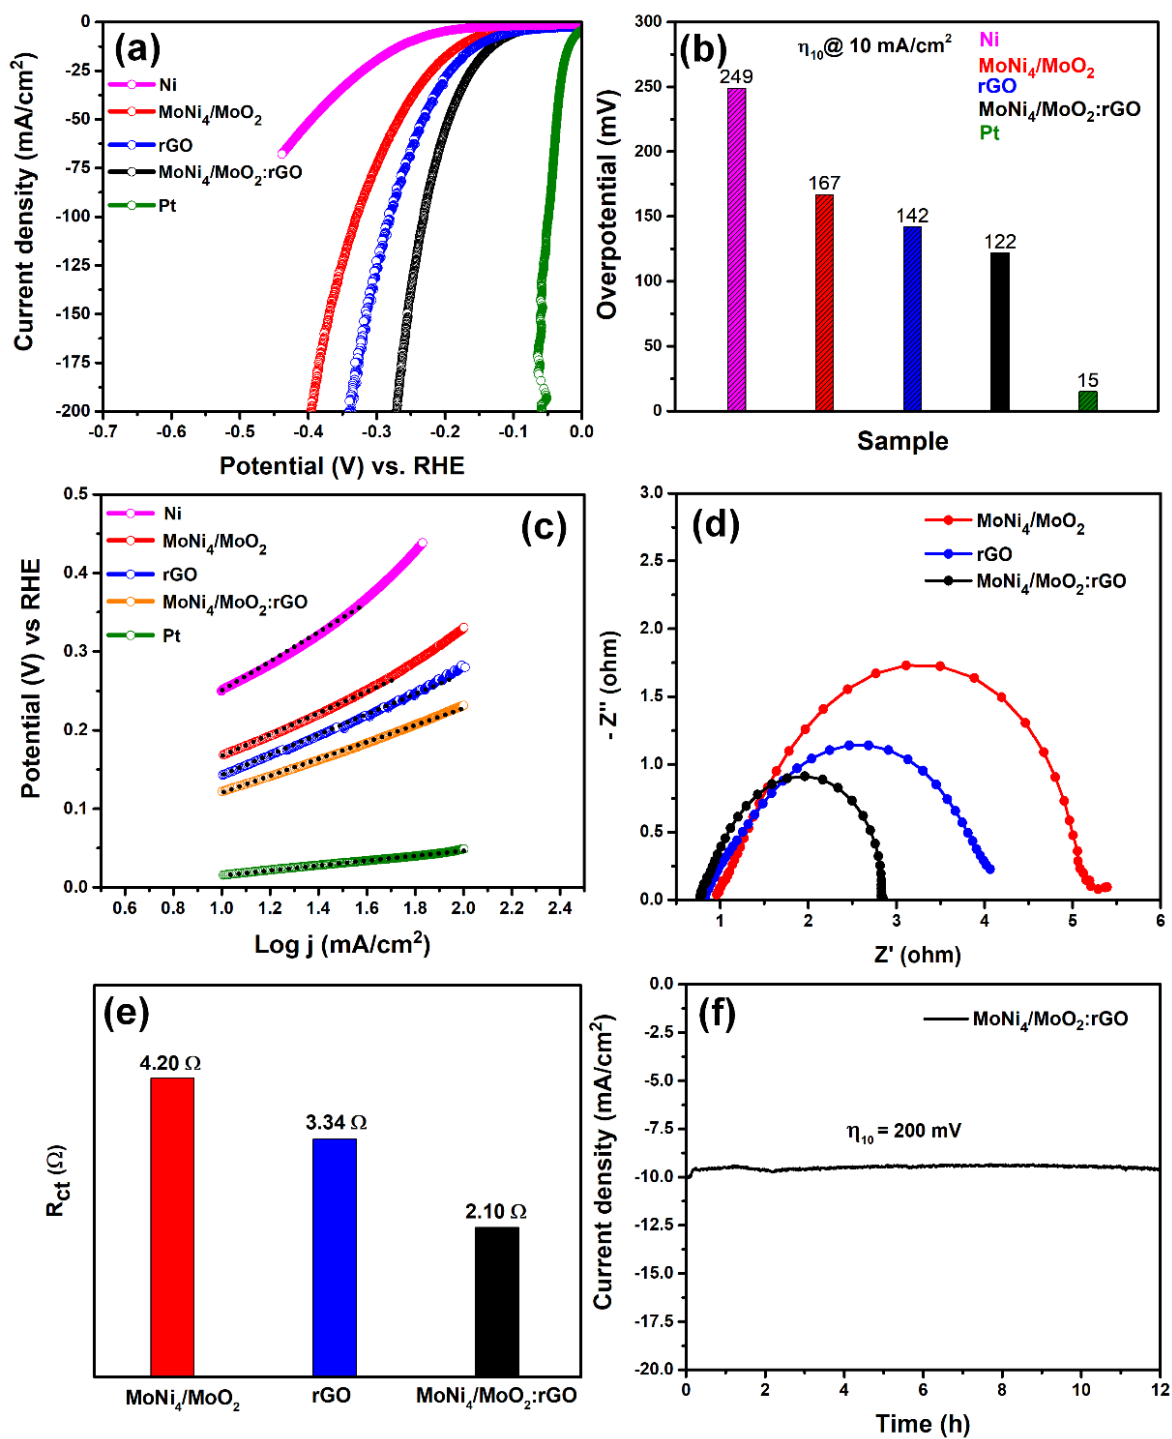 (a)
Ni
MoNi₄/MoO₂
rGO
MoNi₄/MoO₂:rGO
Pt
Current density (mA/cm²)
0
-25
-50
-75
-100
-125
-150
-175
-200
-0.7 -0.6 -0.5 -0.4 -0.3 -0.2 -0.1 0.0
Potential (V) vs. RHE
(b)
η₁₀@ 10 mA/cm²
Ni
MoNi₄/MoO₂
rGO
MoNi₄/MoO₂:rGO
Pt
Overpotential (mV)
300
250
200
150
100
50
0
249
167
142
122
15
Sample
(c)
Ni
MoNi₄/MoO₂
rGO
MoNi₄/MoO₂:rGO
Pt
Potential (V) vs RHE
0.5
0.4
0.3
0.2
0.1
0.0
0.6 0.8 1.0 1.2 1.4 1.6 1.8 2.0 2.2 2.4
Log j (mA/cm²)
(d)
MoNi₄/MoO₂
rGO
MoNi₄/MoO₂:rGO
- Z'' (ohm)
3.0
2.5
2.0
1.5
1.0
0.5
0.0
1 2 3 4 5 6
Z' (ohm)
(e)
R_ct (Ω)
4.20 Ω
3.34 Ω
2.10 Ω
MoNi₄/MoO₂ rGO MoNi₄/MoO₂:rGO
(f)
MoNi₄/MoO₂:rGO
η₁₀ = 200 mV
Current density (mA/cm²)
0.0
-2.5
-5.0
-7.5
-10.0
-12.5
-15.0
-17.5
-20.0
0 2 4 6 8 10 12
Time (h)